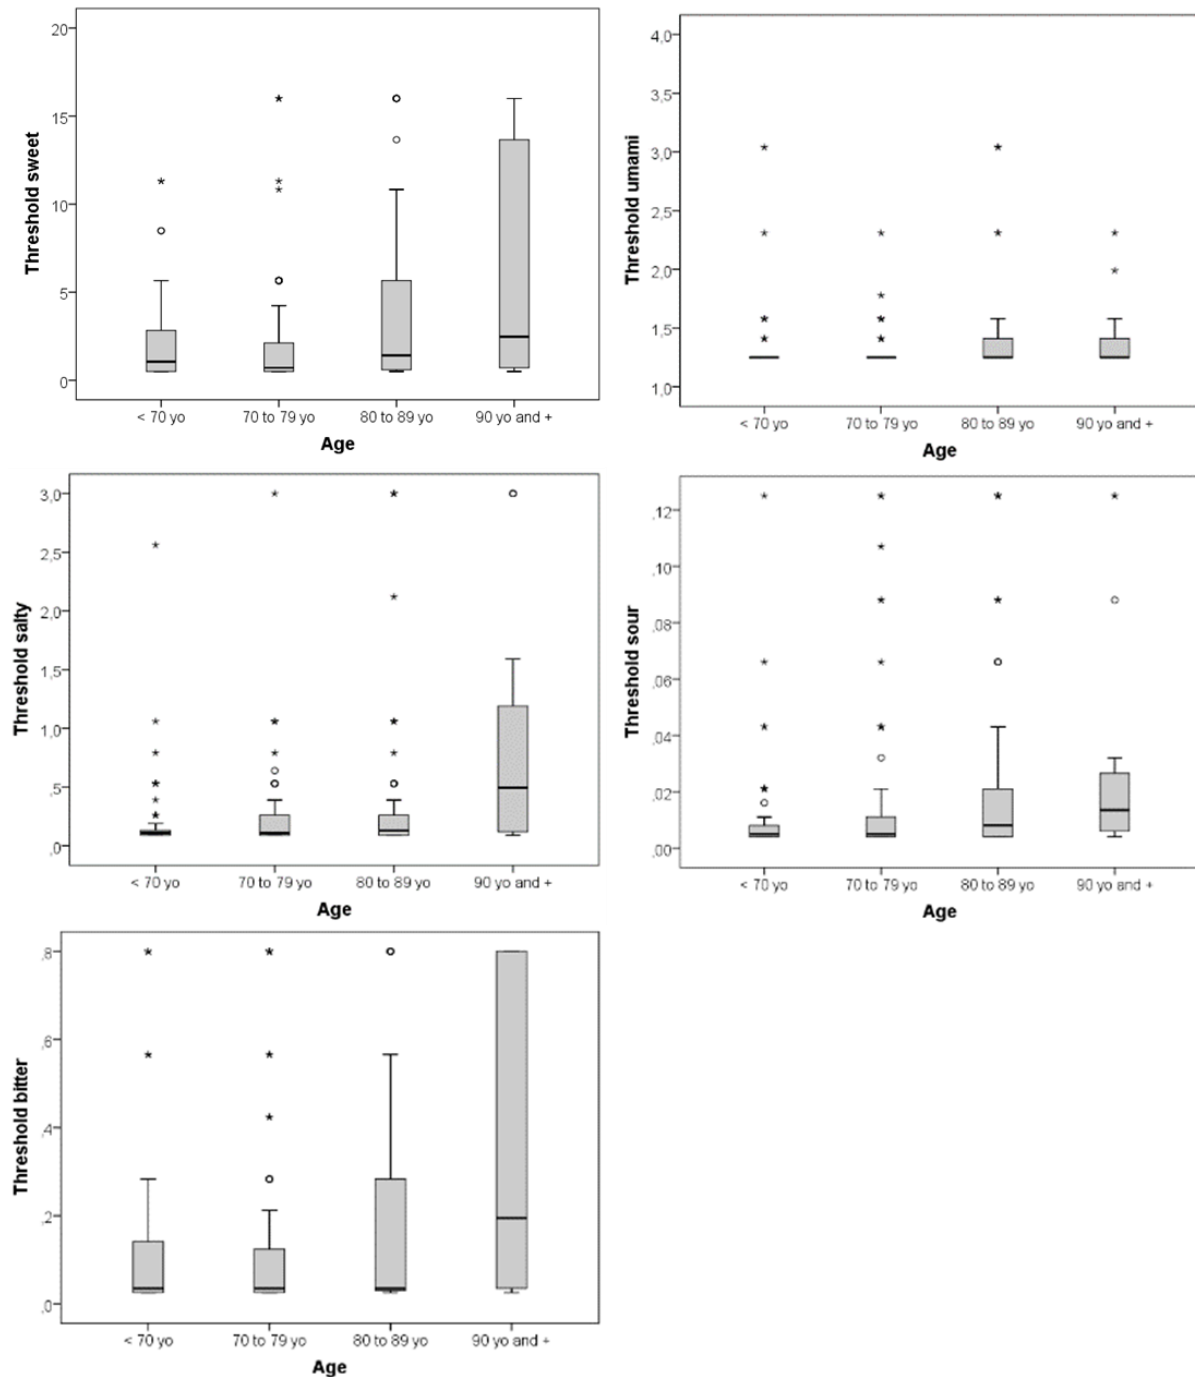 Threshold sweet
20
15
10
5
0
< 70 yo 70 to 79 yo 80 to 89 yo 90 yo and +
Age
Threshold umami
4,0
3,5
3,0
2,5
2,0
1,5
1,0
< 70 yo 70 to 79 yo 80 to 89 yo 90 yo and +
Age
Threshold salty
3,0
2,5
2,0
1,5
1,0
,5
,0
< 70 yo 70 to 79 yo 80 to 89 yo 90 yo and +
Age
Threshold sour
,12
,10
,08
,06
,04
,02
,00
< 70 yo 70 to 79 yo 80 to 89 yo 90 yo and +
Age
Threshold bitter
,8
,6
,4
,2
,0
< 70 yo 70 to 79 yo 80 to 89 yo 90 yo and +
Age